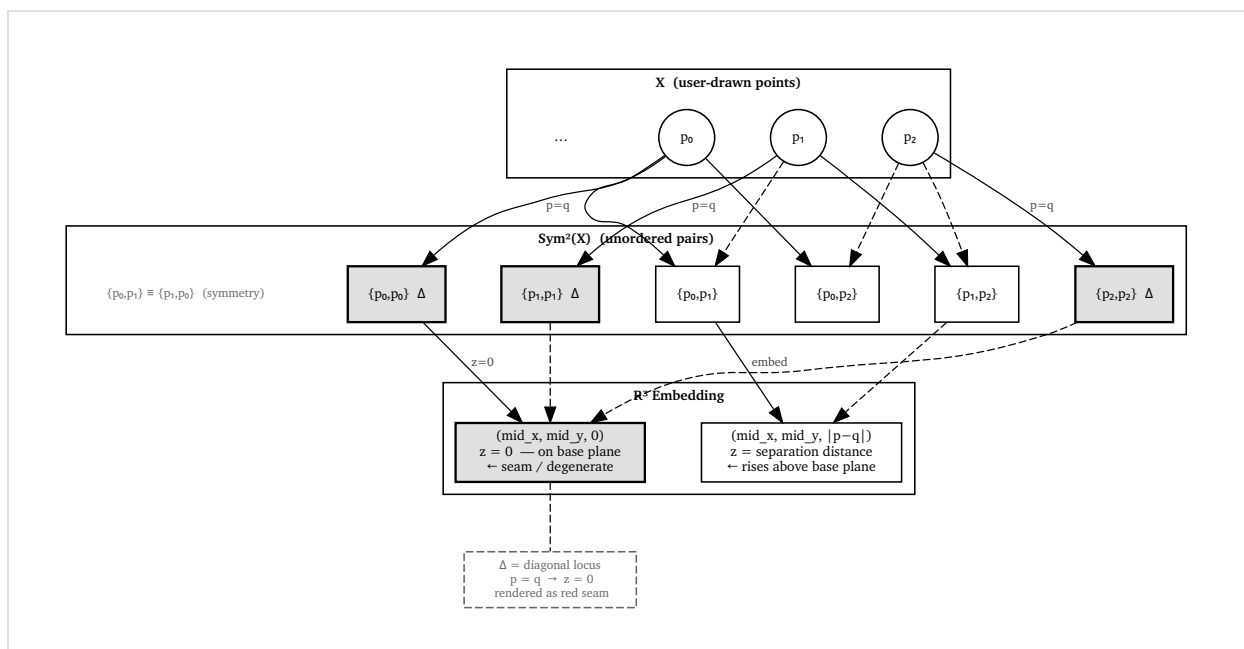 X (user-drawn points)
...
p₀
p₁
p₂
p=q
p=q
p=q
Sym²(X) (unordered pairs)
{p₀,p₁} ≡ {p₁,p₀} (symmetry)
{p₀,p₀} Δ
{p₁,p₁} Δ
{p₀,p₁}
{p₀,p₂}
{p₁,p₂}
{p₂,p₂} Δ
z=0
embed
R³ Embedding
(mid_x, mid_y, 0)
z = 0 — on base plane
← seam / degenerate
(mid_x, mid_y, |p−q|)
z = separation distance
← rises above base plane
Δ = diagonal locus
p = q → z = 0
rendered as red seam